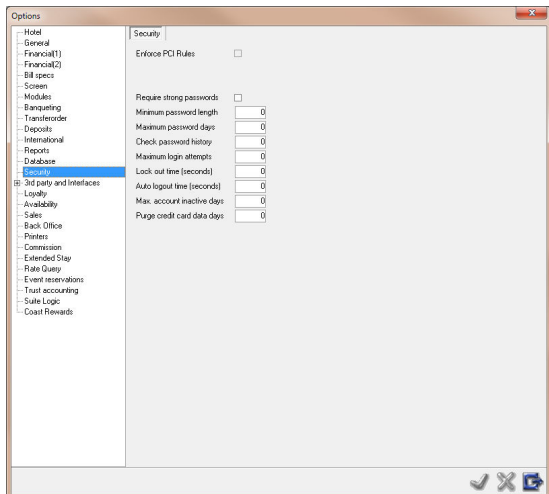 Options
Hotel
General
Financial(1)
Financial(2)
Bill specs
Screen
Modules
Banqueting
Transferorder
Deposits
International
Reports
Database
Security
3rd party and Interfaces
Loyalty
Availability
Sales
Back Office
Printers
Commission
Extended Stay
Rate Query
Event reservations
Trust accounting
Suite Logic
Coast Rewards
Security
Enforce PCI Rules
Require strong passwords
Minimum password length 0
Maximum password days 0
Check password history 0
Maximum login attempts 0
Lock out time (seconds) 0
Auto logout time (seconds) 0
Max. account inactive days 0
Purge credit card data days 0